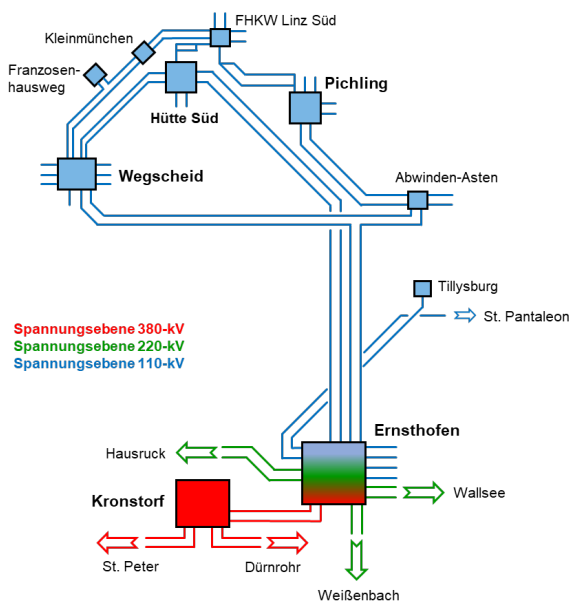 FHKW Linz Süd
Kleinmünchen
Franzosen-
hausweg
Pichling
Hütte Süd
Wegscheid
Abwinden-Asten
Tillysburg
St. Pantaleon
Spannungsebene 380-kV
Spannungsebene 220-kV
Spannungsebene 110-kV
Ernsthofen
Hausruck
Kronstorf
Wallsee
St. Peter
Dürnrohr
Weißenbach